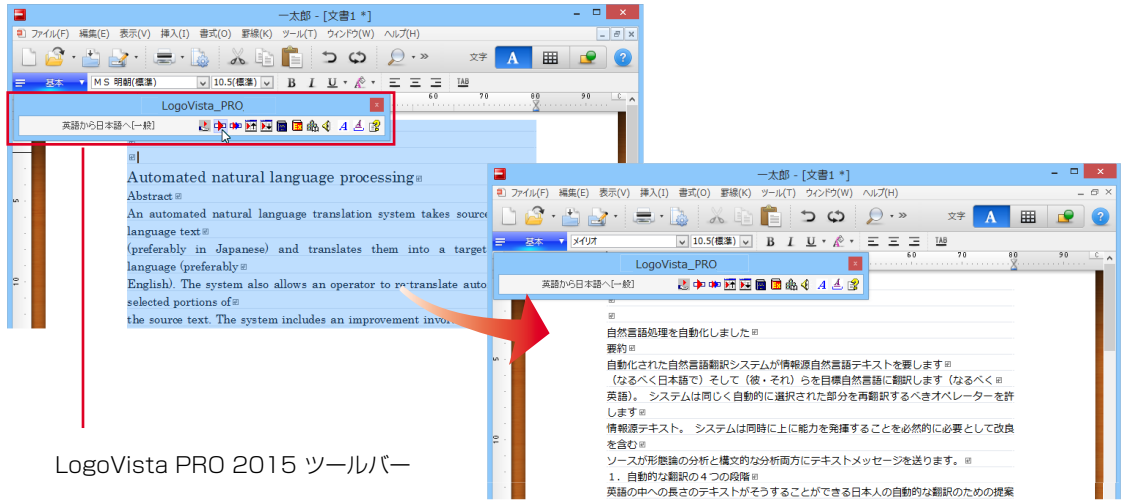 一太郎 - [文書1 *]
ファイル(F) 編集(E) 表示(V) 挿入(I) 書式(O) 罫線(K) ツール(T) ウィンドウ(W) ヘルプ(H)
文字 A
基本 ＭＳ 明朝(標準) 10.5(標準) B I U TAB
60 70 80 90
LogoVista_PRO
英語から日本語へ[一般]
Automated natural language processing
Abstract
An automated natural language translation system takes source
language text
(preferably in Japanese) and translates them into a target
language (preferably
English). The system also allows an operator to re-translate auto
selected portions of
the source text. The system includes an improvement invol
5
10
LogoVista PRO 2015 ツールバー
一太郎 - [文書1 *]
ファイル(F) 編集(E) 表示(V) 挿入(I) 書式(O) 罫線(K) ツール(T) ウィンドウ(W) ヘルプ(H)
文字 A
基本 メイリオ 10.5(標準) B I U TAB
60 70 80 90
LogoVista_PRO
英語から日本語へ[一般]
自然言語処理を自動化しました
要約
自動化された自然言語翻訳システムが情報源自然言語テキストを要します
（なるべく日本語で）そして（彼・それ）らを目標自然言語に翻訳します（なるべく
英語）。 システムは同じく自動的に選択された部分を再翻訳するべきオペレーターを許
します
情報源テキスト。 システムは同時に上に能力を発揮することを必然的に必要として改良
を含む
ソースが形態論の分析と構文的な分析両方にテキストメッセージを送ります。
１．自動的な翻訳の４つの段階
英語の中への長さのテキストがそうすることができる日本人の自動的な翻訳のための提案
5
10